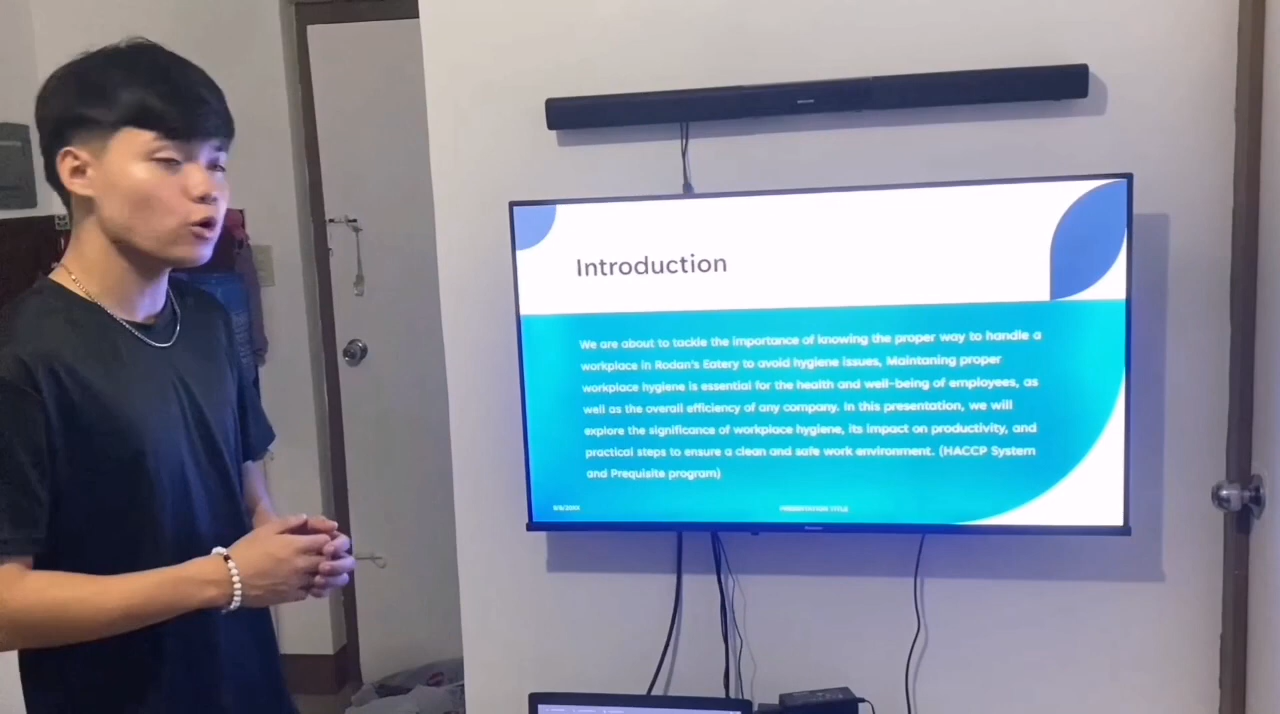 Introduction
We are about to tackle the importance of knowing the proper way to handle a
workplace in Rodan's Eatery to avoid hygiene issues, Maintaning proper
workplace hygiene is essential for the health and well-being of employees, as
well as the overall efficiency of any company. In this presentation, we will
explore the significance of workplace hygiene, its impact on productivity, and
practical steps to ensure a clean and safe work environment. (HACCP System
and Prequisite program)
PRESENTATION TITLE